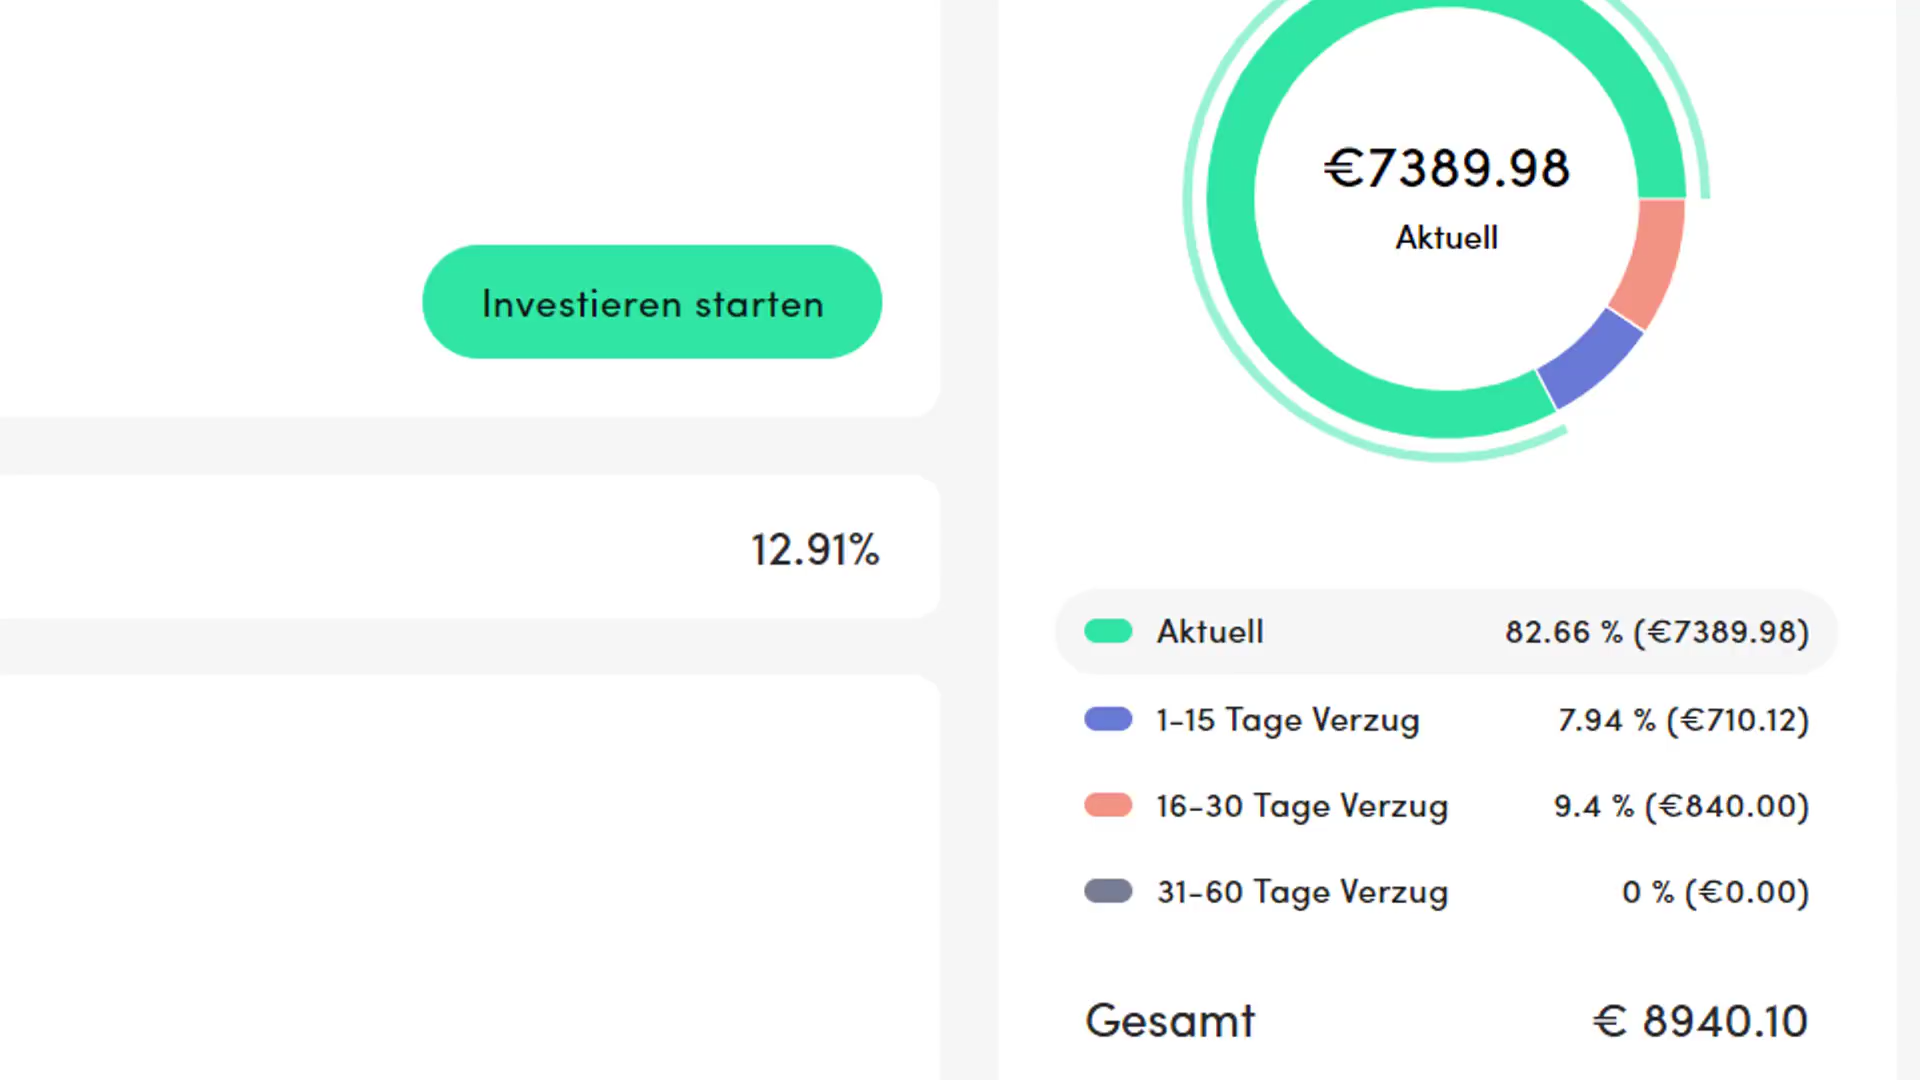 Investieren starten
12.91%
€7389.98
Aktuell
Aktuell 82.66 % (€7389.98)
1-15 Tage Verzug 7.94 % (€710.12)
16-30 Tage Verzug 9.4 % (€840.00)
31-60 Tage Verzug 0 % (€0.00)
Gesamt € 8940.10